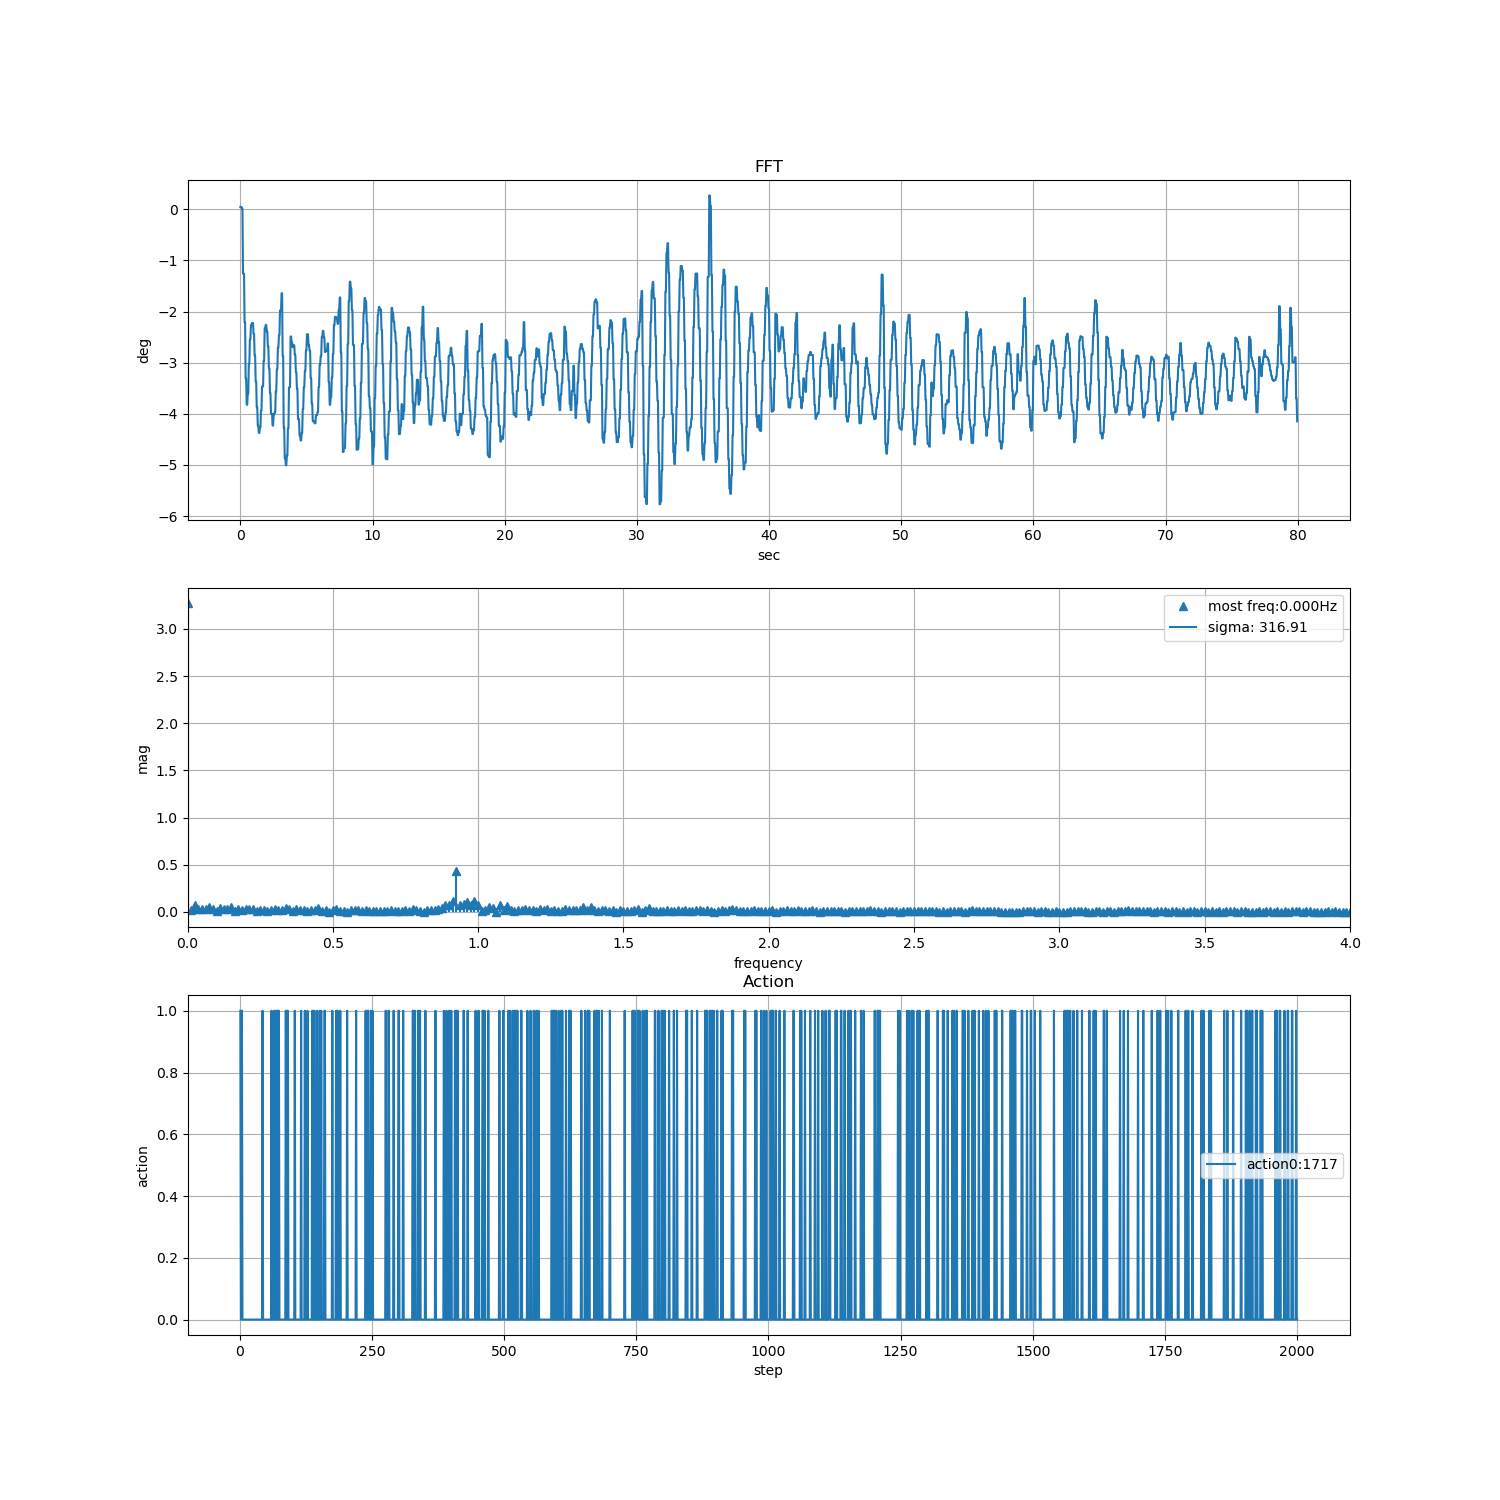 FFT
0
−1
−2
−3
−4
−5
−6
deg
0 10 20 30 40 50 60 70 80
sec
most freq:0.000Hz
sigma: 316.91
3.0
2.5
2.0
1.5
1.0
0.5
0.0
mag
0.0 0.5 1.0 1.5 2.0 2.5 3.0 3.5 4.0
frequency
Action
1.0
0.8
0.6
0.4
0.2
0.0
action
action0:1717
0 250 500 750 1000 1250 1500 1750 2000
step